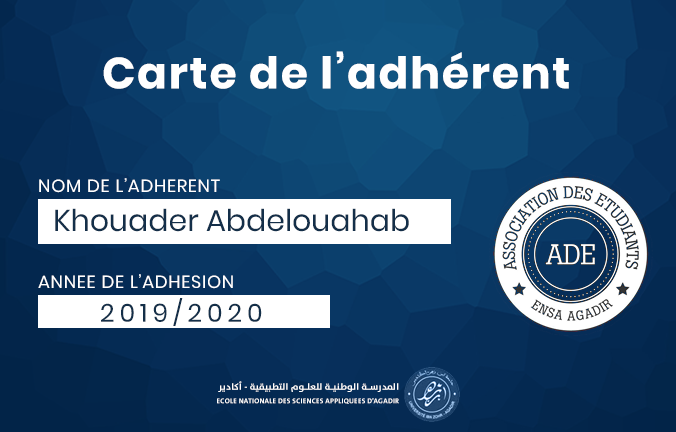 Carte de l'adhérent
NOM DE L'ADHERENT
Khouader Abdelouahab
ANNEE DE L'ADHESION
2019/2020
ASSOCIATION DES ETUDIANTS
ADE
ENSA AGADIR
المدرسة الوطنية للعلوم التطبيقية - أكادير
ECOLE NATIONALE DES SCIENCES APPLIQUEES D'AGADIR